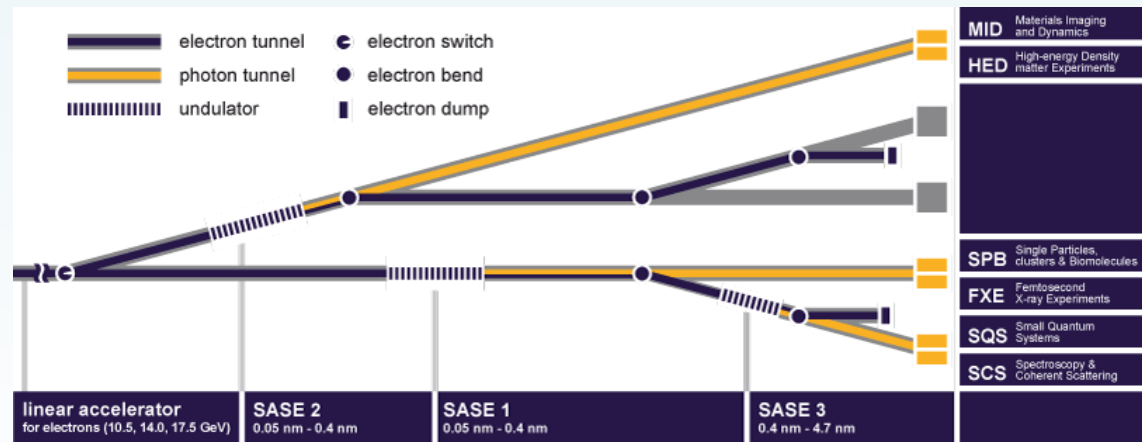 electron tunnel
photon tunnel
undulator
electron switch
electron bend
electron dump
MID Materials Imaging
and Dynamics
HED High-energy Density
matter Experiments
SPB Single Particles,
clusters & Biomolecules
FXE Femtosecond
X-ray Experiments
SQS Small Quantum
Systems
SCS Spectroscopy &
Coherent Scattering
linear accelerator
for electrons (10.5, 14.0, 17.5 GeV)
SASE 2
0.05 nm - 0.4 nm
SASE 1
0.05 nm - 0.4 nm
SASE 3
0.4 nm - 4.7 nm